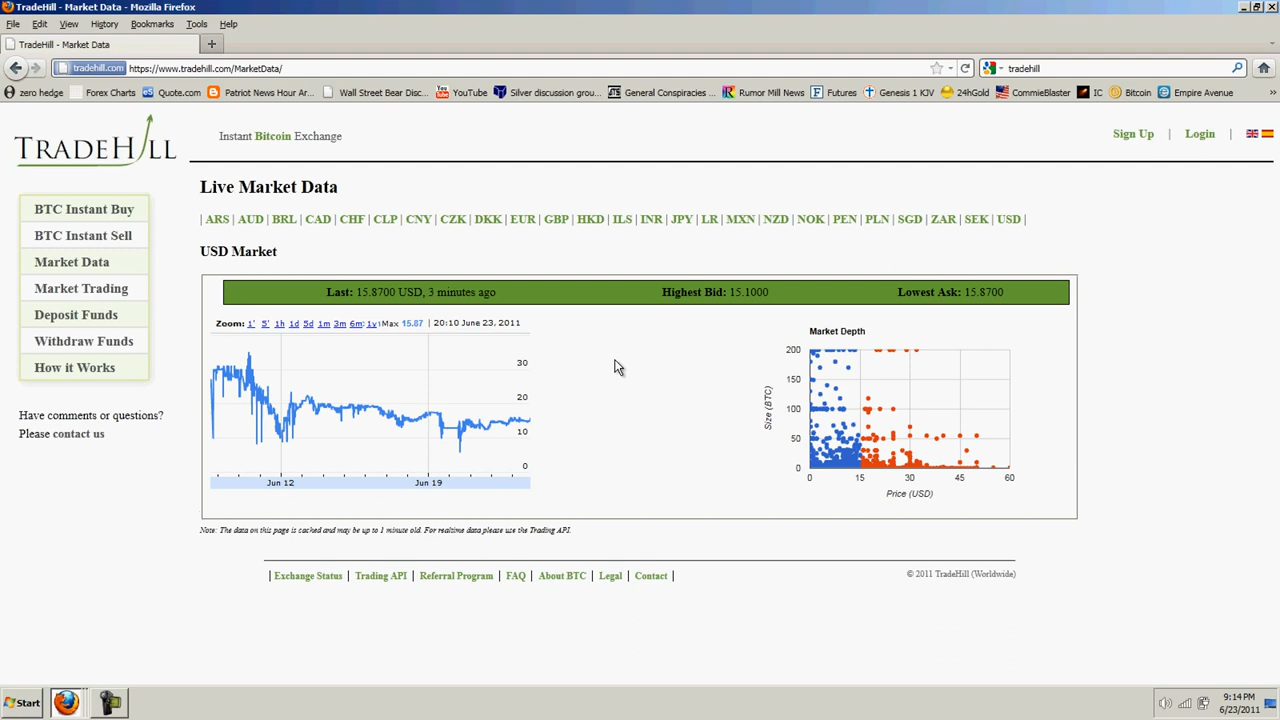 TradeHill - Market Data - Mozilla Firefox
File Edit View History Bookmarks Tools Help
TradeHill - Market Data
tradehill.com https://www.tradehill.com/MarketData/ tradehill
zero hedge Forex Charts Quote.com Patriot News Hour Ar... Wall Street Bear Disc... YouTube Silver discussion grou... General Conspiracies ... Rumor Mill News Futures Genesis 1 KJV 24hGold CommieBlaster IC Bitcoin Empire Avenue
TRADEHILL
Instant Bitcoin Exchange
Sign Up | Login |
BTC Instant Buy
BTC Instant Sell
Market Data
Market Trading
Deposit Funds
Withdraw Funds
How it Works
Have comments or questions?
Please contact us
Live Market Data
| ARS | AUD | BRL | CAD | CHF | CLP | CNY | CZK | DKK | EUR | GBP | HKD | ILS | INR | JPY | LR | MXN | NZD | NOK | PEN | PLN | SGD | ZAR | SEK | USD |
USD Market
Last: 15.8700 USD, 3 minutes ago Highest Bid: 15.1000 Lowest Ask: 15.8700
Zoom: 1' 5' 1h 1d 5d 1m 3m 6m 1y Max 15.87 | 20:10 June 23, 2011
30
20
10
0
Jun 12 Jun 19
Market Depth
200
150
100
50
0
Size (BTC)
0 15 30 45 60
Price (USD)
Note: The data on this page is cached and may be up to 1 minute old. For realtime data please use the Trading API.
| Exchange Status | Trading API | Referral Program | FAQ | About BTC | Legal | Contact |
© 2011 TradeHill (Worldwide)
Start
9:14 PM
6/23/2011